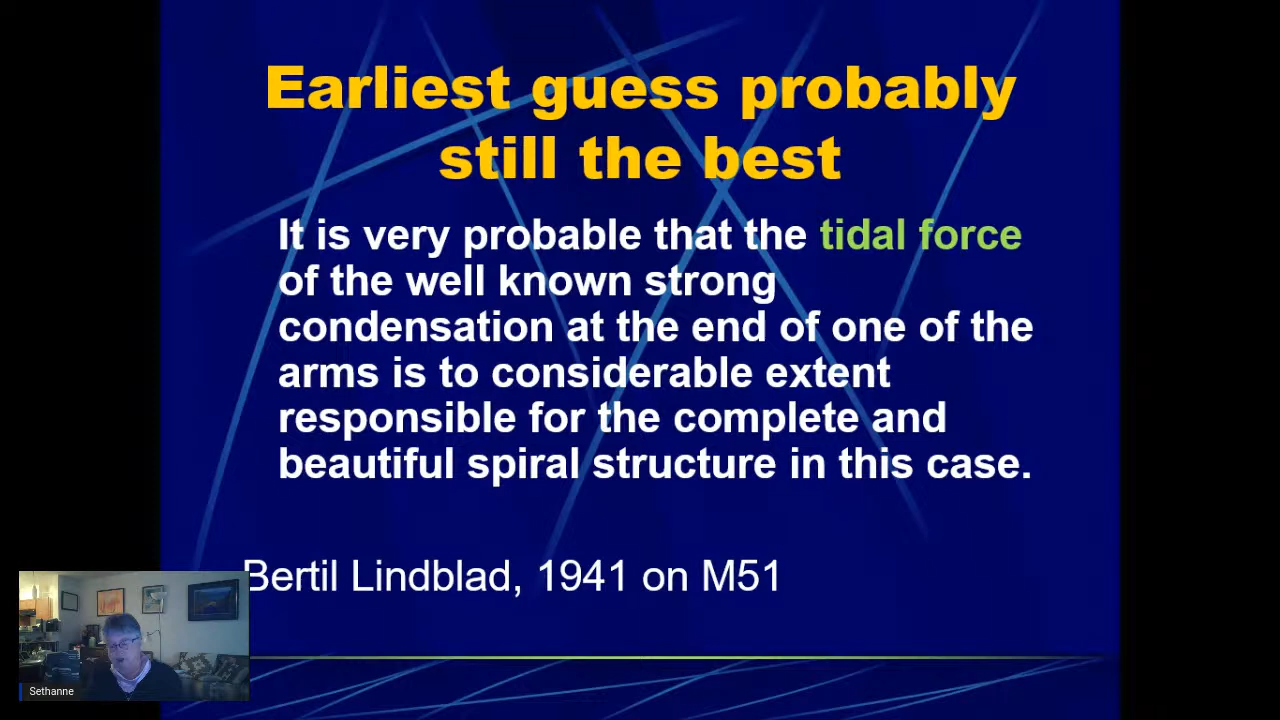 Earliest guess probably
still the best
It is very probable that the tidal force
of the well known strong
condensation at the end of one of the
arms is to considerable extent
responsible for the complete and
beautiful spiral structure in this case.
Bertil Lindblad, 1941 on M51
Sethanne